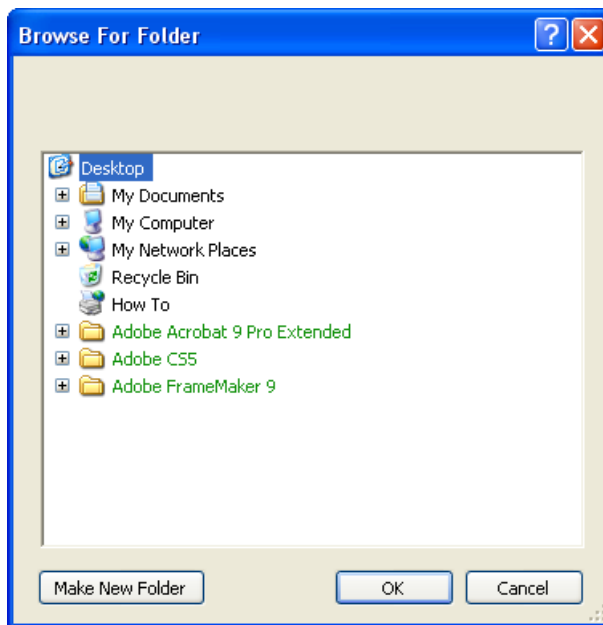 Browse For Folder
Desktop
My Documents
My Computer
My Network Places
Recycle Bin
How To
Adobe Acrobat 9 Pro Extended
Adobe CS5
Adobe FrameMaker 9
Make New Folder
OK
Cancel